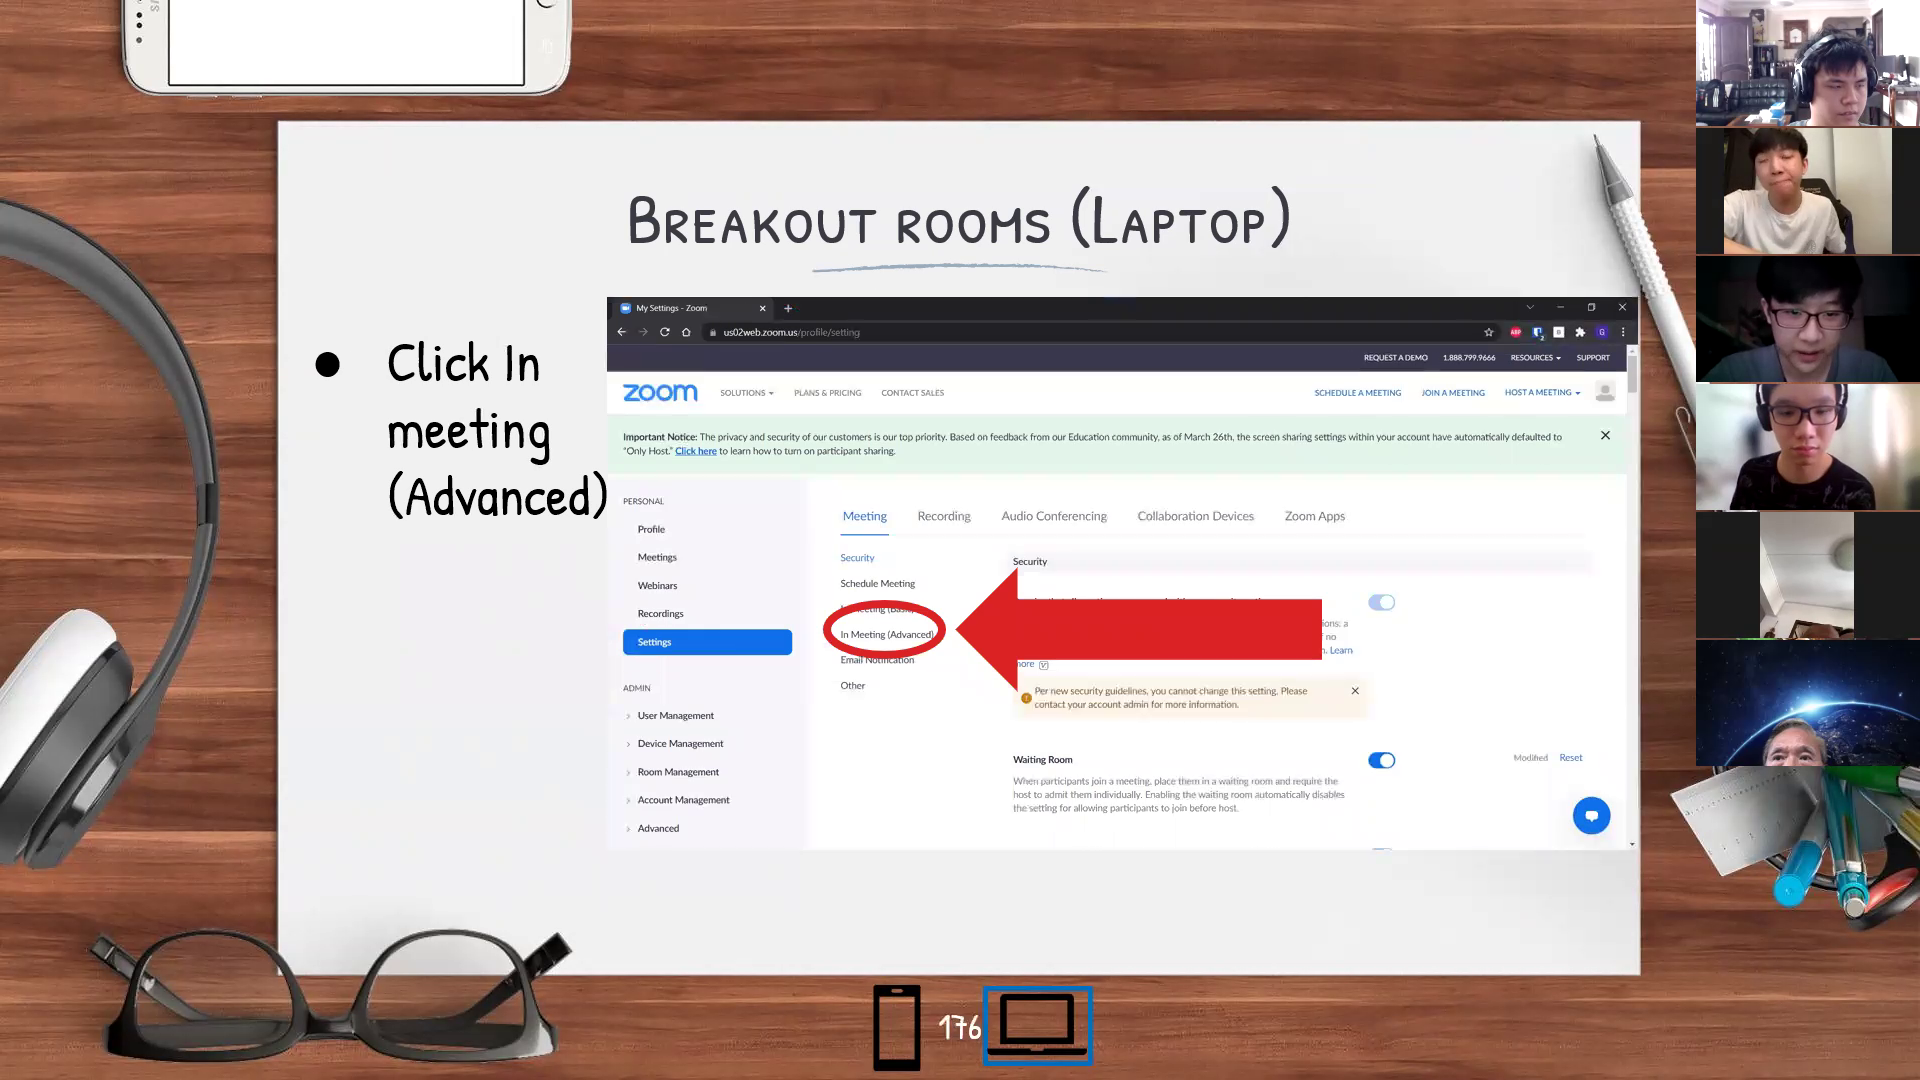 Breakout rooms (Laptop)
● Click In
meeting
(Advanced)
My Settings - Zoom
us02web.zoom.us/profile/setting
REQUEST A DEMO 1.888.799.9666 RESOURCES SUPPORT
zoom SOLUTIONS PLANS & PRICING CONTACT SALES SCHEDULE A MEETING JOIN A MEETING HOST A MEETING
Important Notice: The privacy and security of our customers is our top priority. Based on feedback from our Education community, as of March 26th, the screen sharing settings within your account have automatically defaulted to
"Only Host." Click here to learn how to turn on participant sharing.
PERSONAL
Profile
Meetings
Webinars
Recordings
Settings
ADMIN
User Management
Device Management
Room Management
Account Management
Advanced
Meeting Recording Audio Conferencing Collaboration Devices Zoom Apps
Security
Schedule Meeting
In Meeting (Advanced)
Email Notification
Other
Security
ions: a
f no
n. Learn
more
Per new security guidelines, you cannot change this setting. Please
contact your account admin for more information.
Waiting Room Modified Reset
When participants join a meeting, place them in a waiting room and require the
host to admit them individually. Enabling the waiting room automatically disables
the setting for allowing participants to join before host.
176